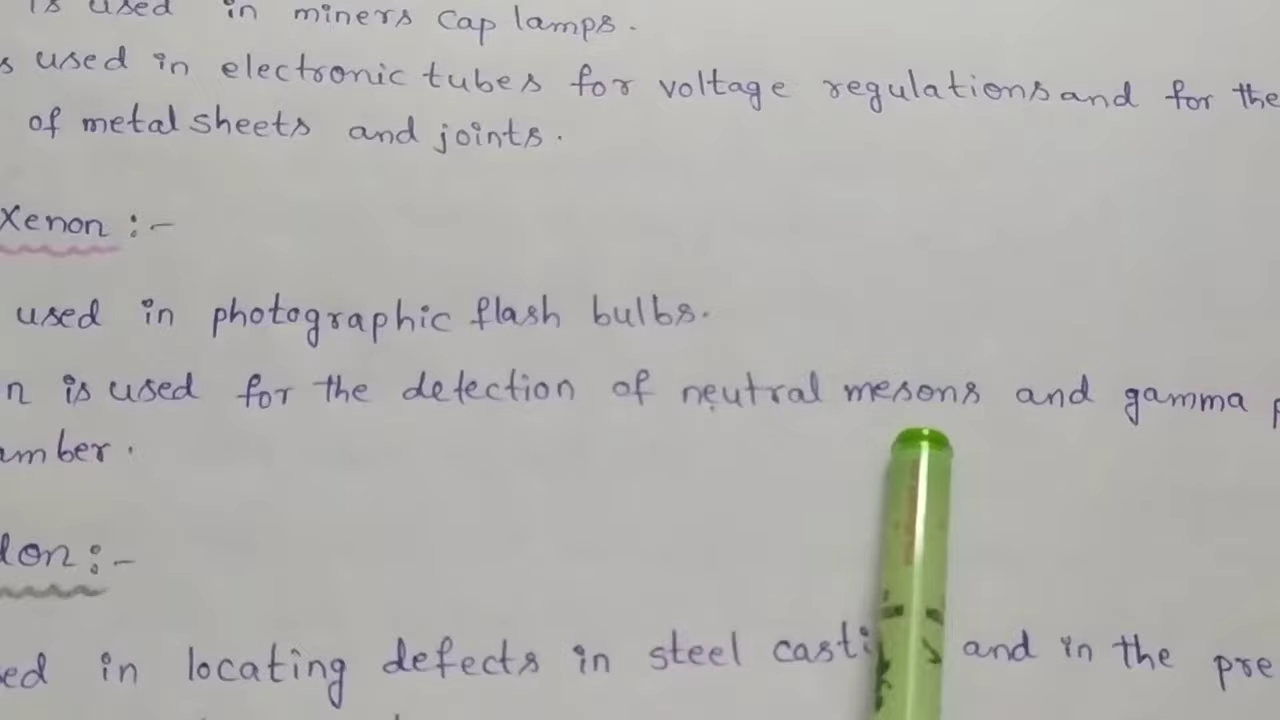 is used in miners cap lamps.
s used in electronic tubes for voltage regulations and for the
of metal sheets and joints.
Xenon :-
used in photographic flash bulbs.
n is used for the detection of neutral mesons and gamma p
amber.
don :-
ed in locating defects in steel casti and in the pre